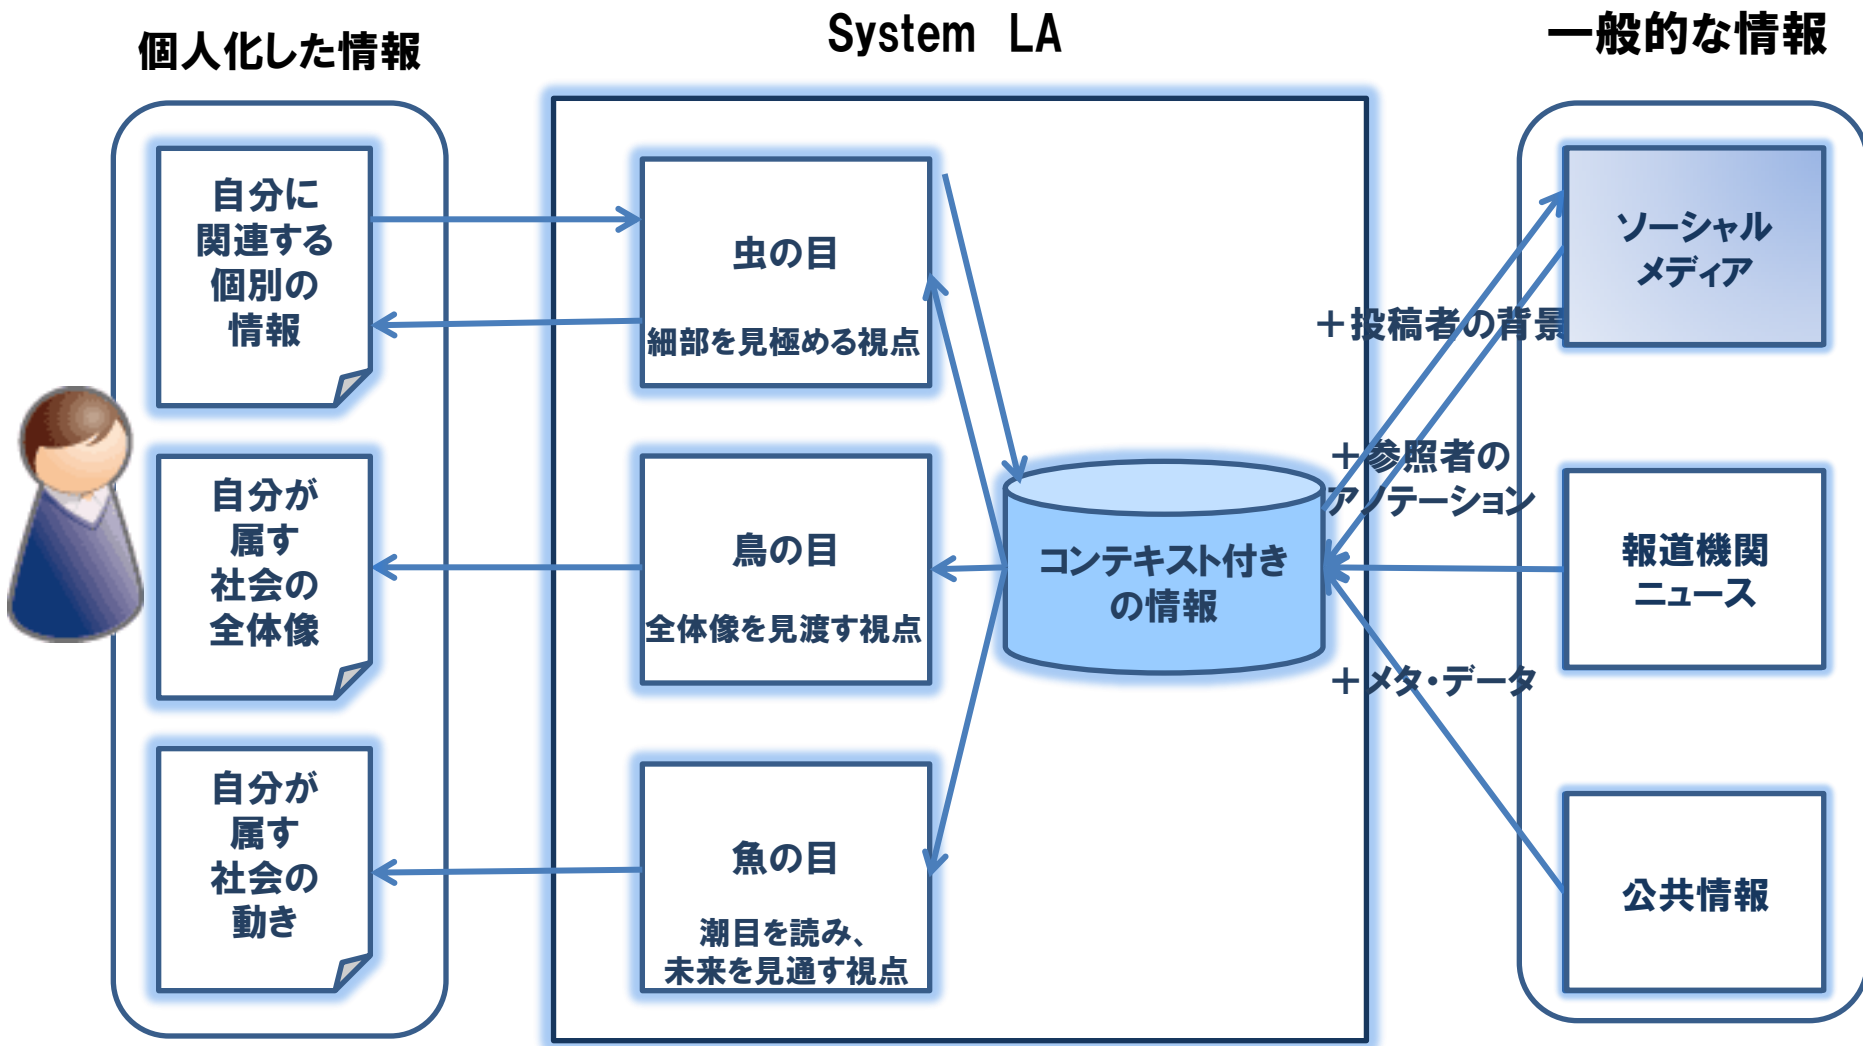 個人化した情報
System LA
一般的な情報
自分に
関連する
個別の
情報
自分が
属す
社会の
全体像
自分が
属す
社会の
動き
虫の目
細部を見極める視点
鳥の目
全体像を見渡す視点
魚の目
潮目を読み、
未来を見通す視点
コンテキスト付き
の情報
＋投稿者の背景
＋参照者の
アノテーション
＋メタ・データ
ソーシャル
メディア
報道機関
ニュース
公共情報